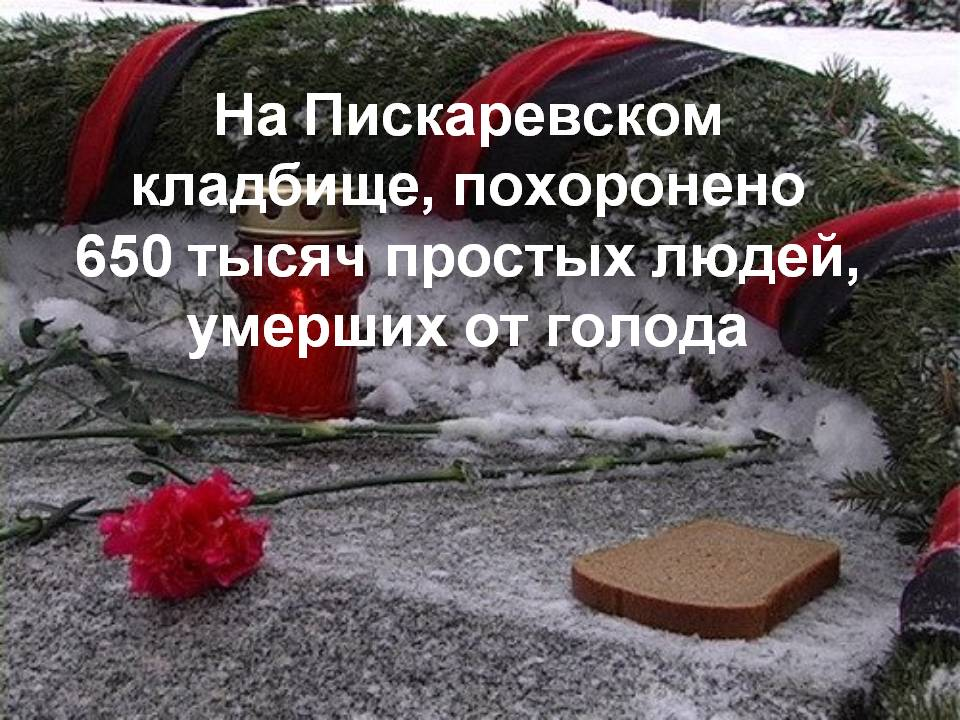 На Пискаревском
кладбище, похоронено
650 тысяч простых людей,
умерших от голода